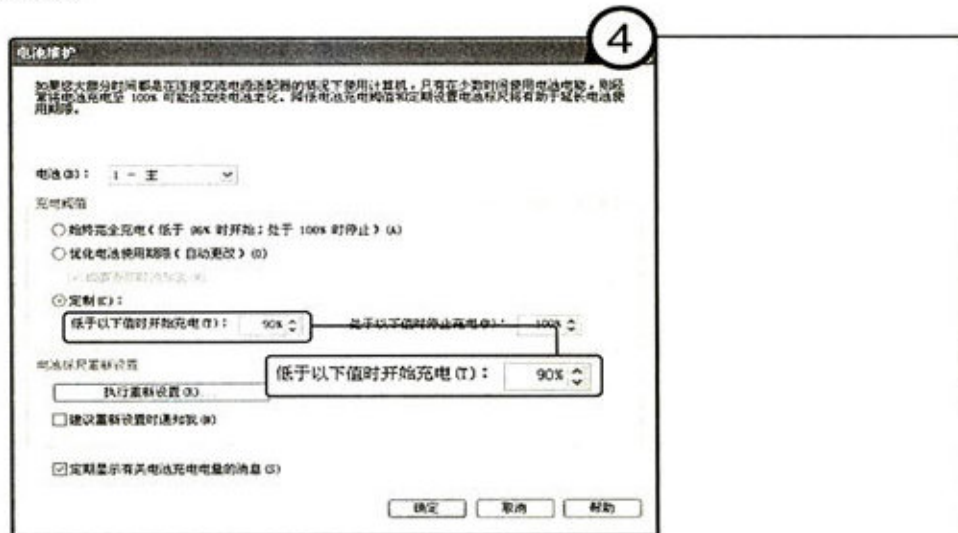 4
电池维护
如果您大部分时间都是在连接交流电源适配器的情况下使用计算机，只有在少数时间使用电池电能，则经
常将电池充电至 100% 可能会加快电池老化。降低电池充电阈值和定期设置电池标尺将有助于延长电池使
用期限。
电池(B)： 1 - 主
充电阈值
始终完全充电(低于 96% 时开始；处于 100% 时停止)(A)
优化电池使用期限(自动更改)(O)
定制(C)：
低于以下值时开始充电(T)： 90% 处于以下值时停止充电(P)： 100%
低于以下值时开始充电(T)： 90%
电池标尺重新设置
执行重新设置(R)...
建议重新设置时通知我(N)
定期显示有关电池充电电量的消息(S)
确定 取消 帮助